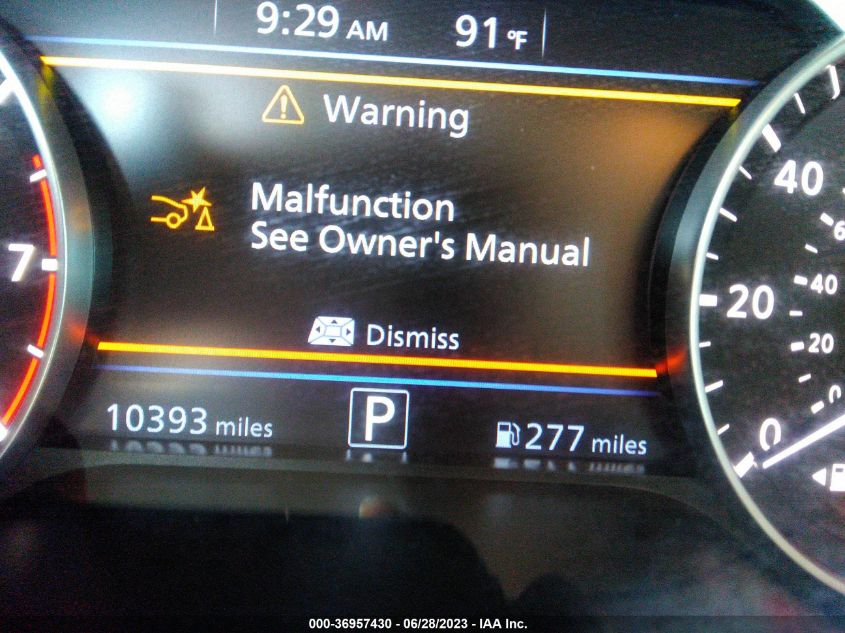 9:29 AM 91 °F
Warning
Malfunction
See Owner's Manual
Dismiss
10393 miles P 277 miles
7
40
20
0
40
20
0
000-36957430 - 06/28/2023 - IAA Inc.